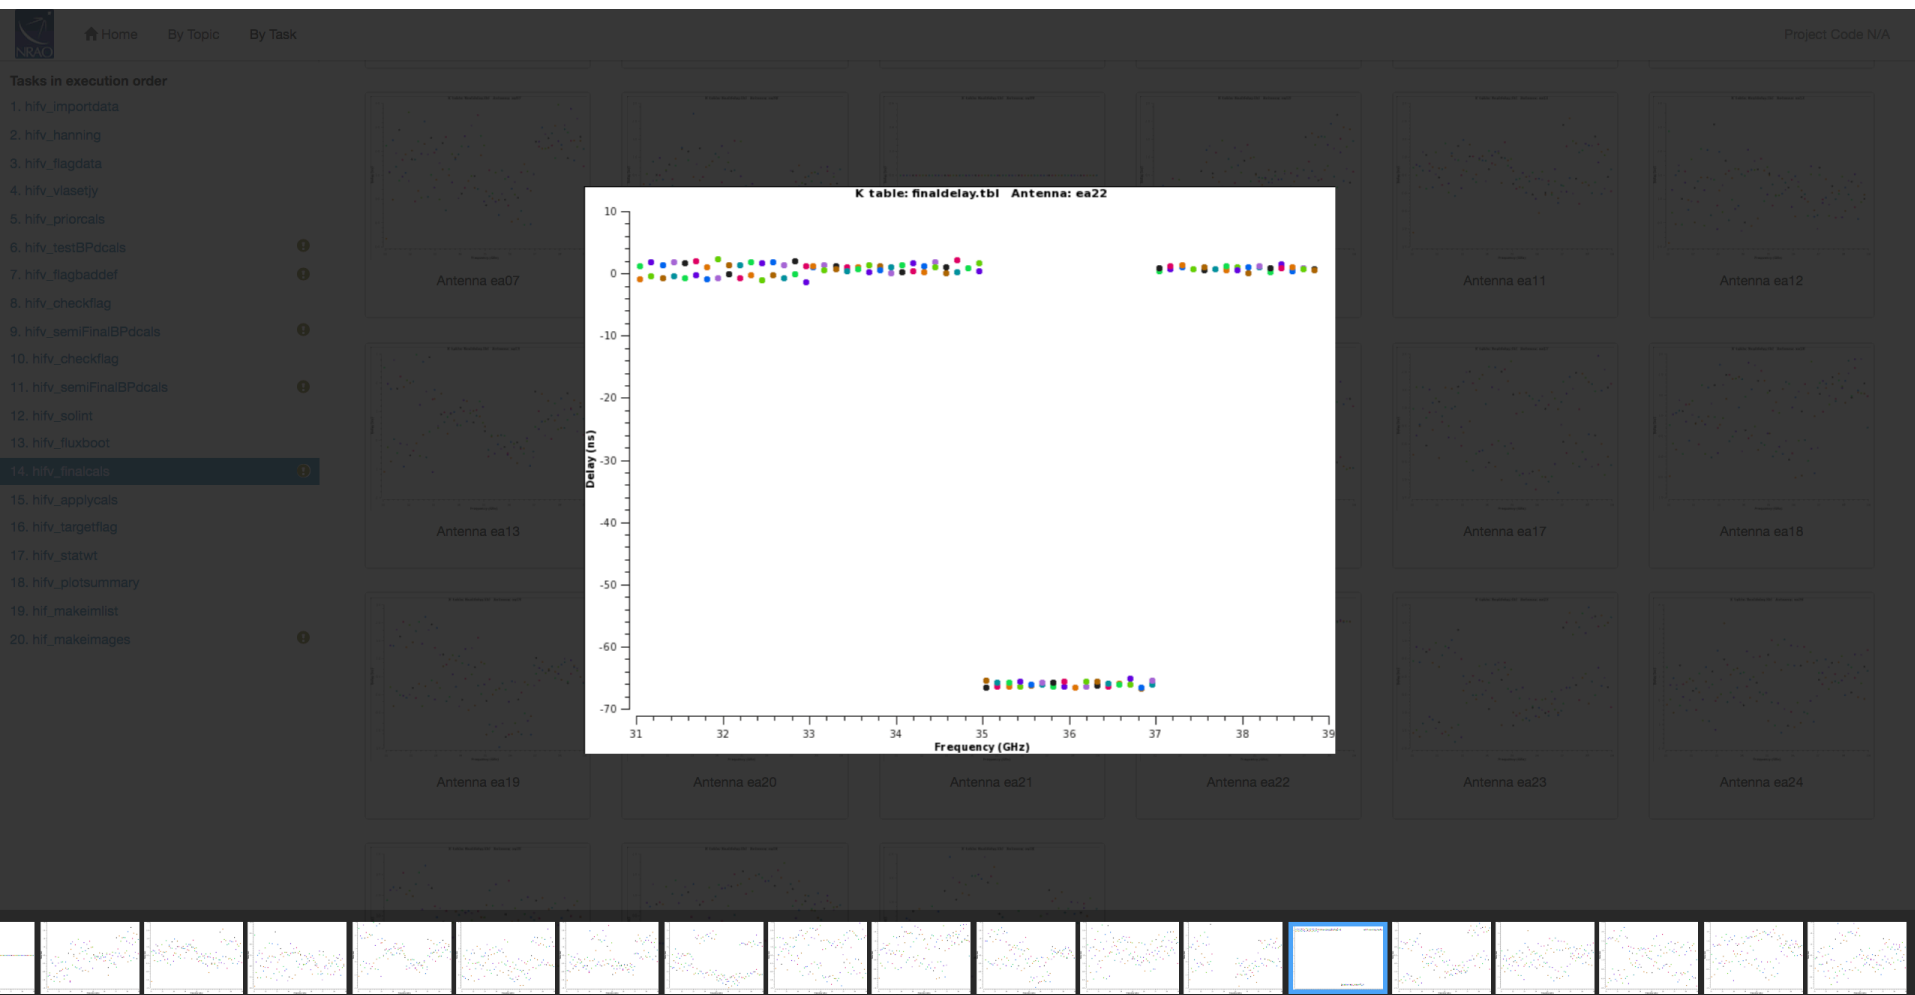 NRAO
Home
By Topic
By Task
Project Code N/A
Tasks in execution order
1. hifv_importdata
2. hifv_hanning
3. hifv_flagdata
4. hifv_vlasetjy
5. hifv_priorcals
6. hifv_testBPdcals
7. hifv_flagbaddef
8. hifv_checkflag
9. hifv_semiFinalBPdcals
10. hifv_checkflag
11. hifv_semiFinalBPdcals
12. hifv_solint
13. hifv_fluxboot
14. hifv_finalcals
15. hifv_applycals
16. hifv_targetflag
17. hifv_statwt
18. hifv_plotsummary
19. hif_makeimlist
20. hif_makeimages
K table: finaldelay.tbl Antenna: ea22
10
0
-10
-20
-30
-40
-50
-60
-70
Delay (ns)
31 32 33 34 35 36 37 38 39
Frequency (GHz)
Antenna ea07
Antenna ea11
Antenna ea12
Antenna ea13
Antenna ea17
Antenna ea18
Antenna ea19
Antenna ea20
Antenna ea21
Antenna ea22
Antenna ea23
Antenna ea24